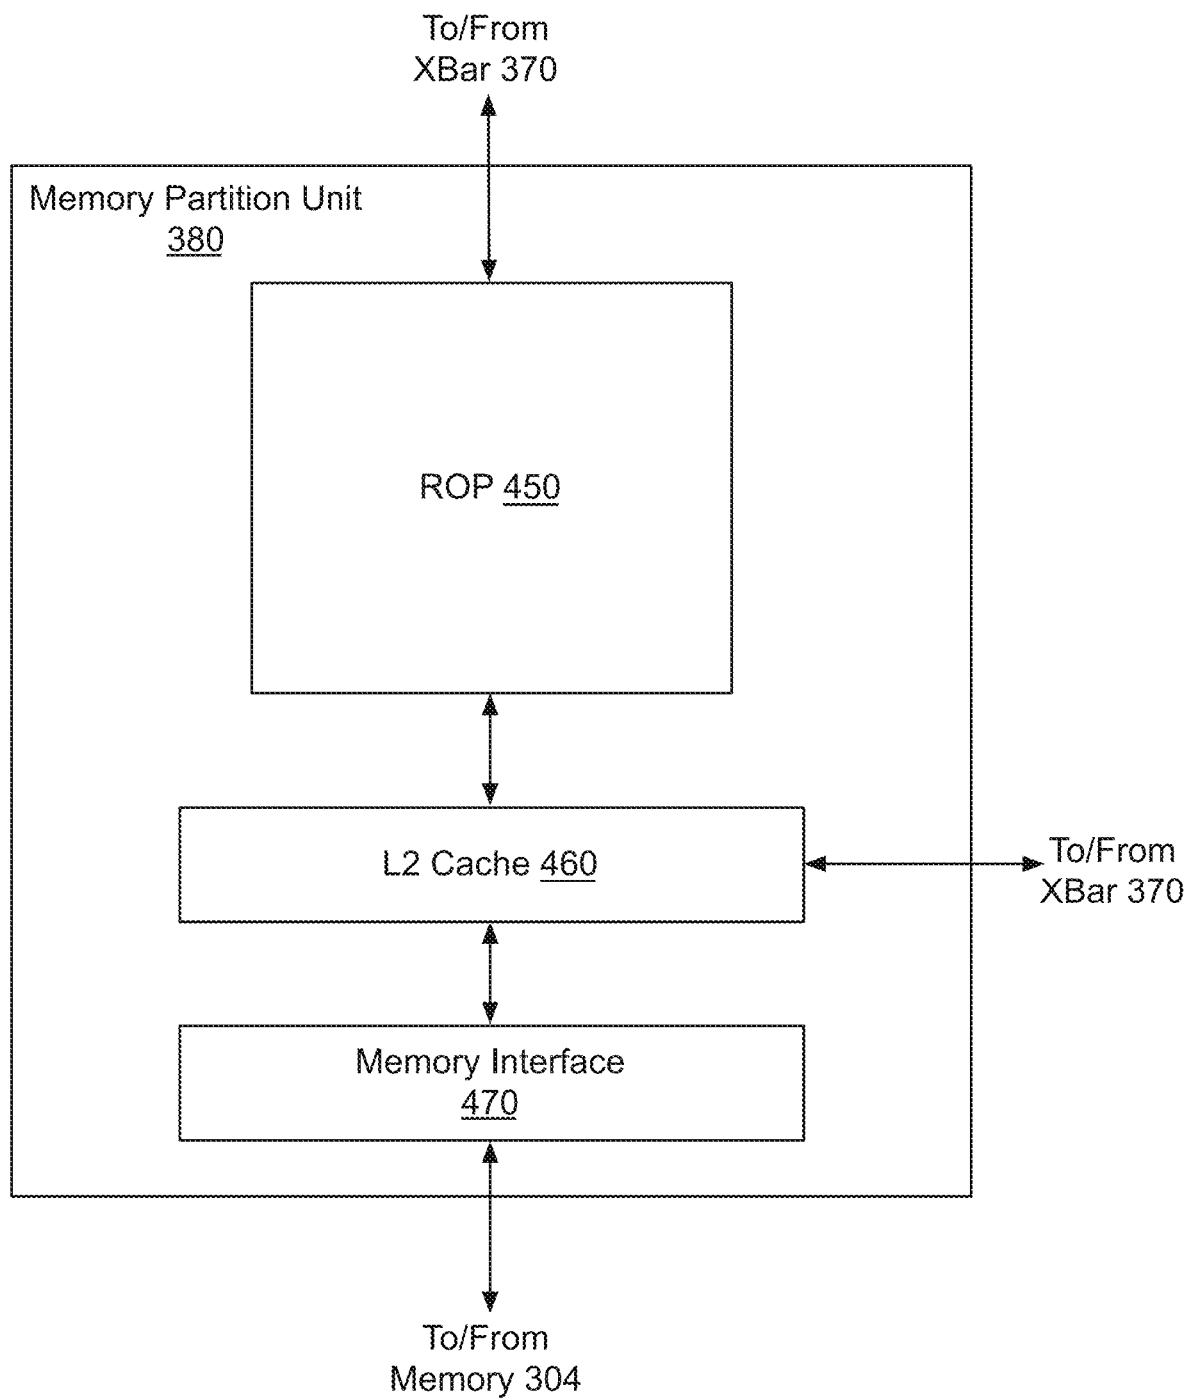 To/From
XBar 370
Memory Partition Unit
380
ROP 450
L2 Cache 460
To/From
XBar 370
Memory Interface
470
To/From
Memory 304